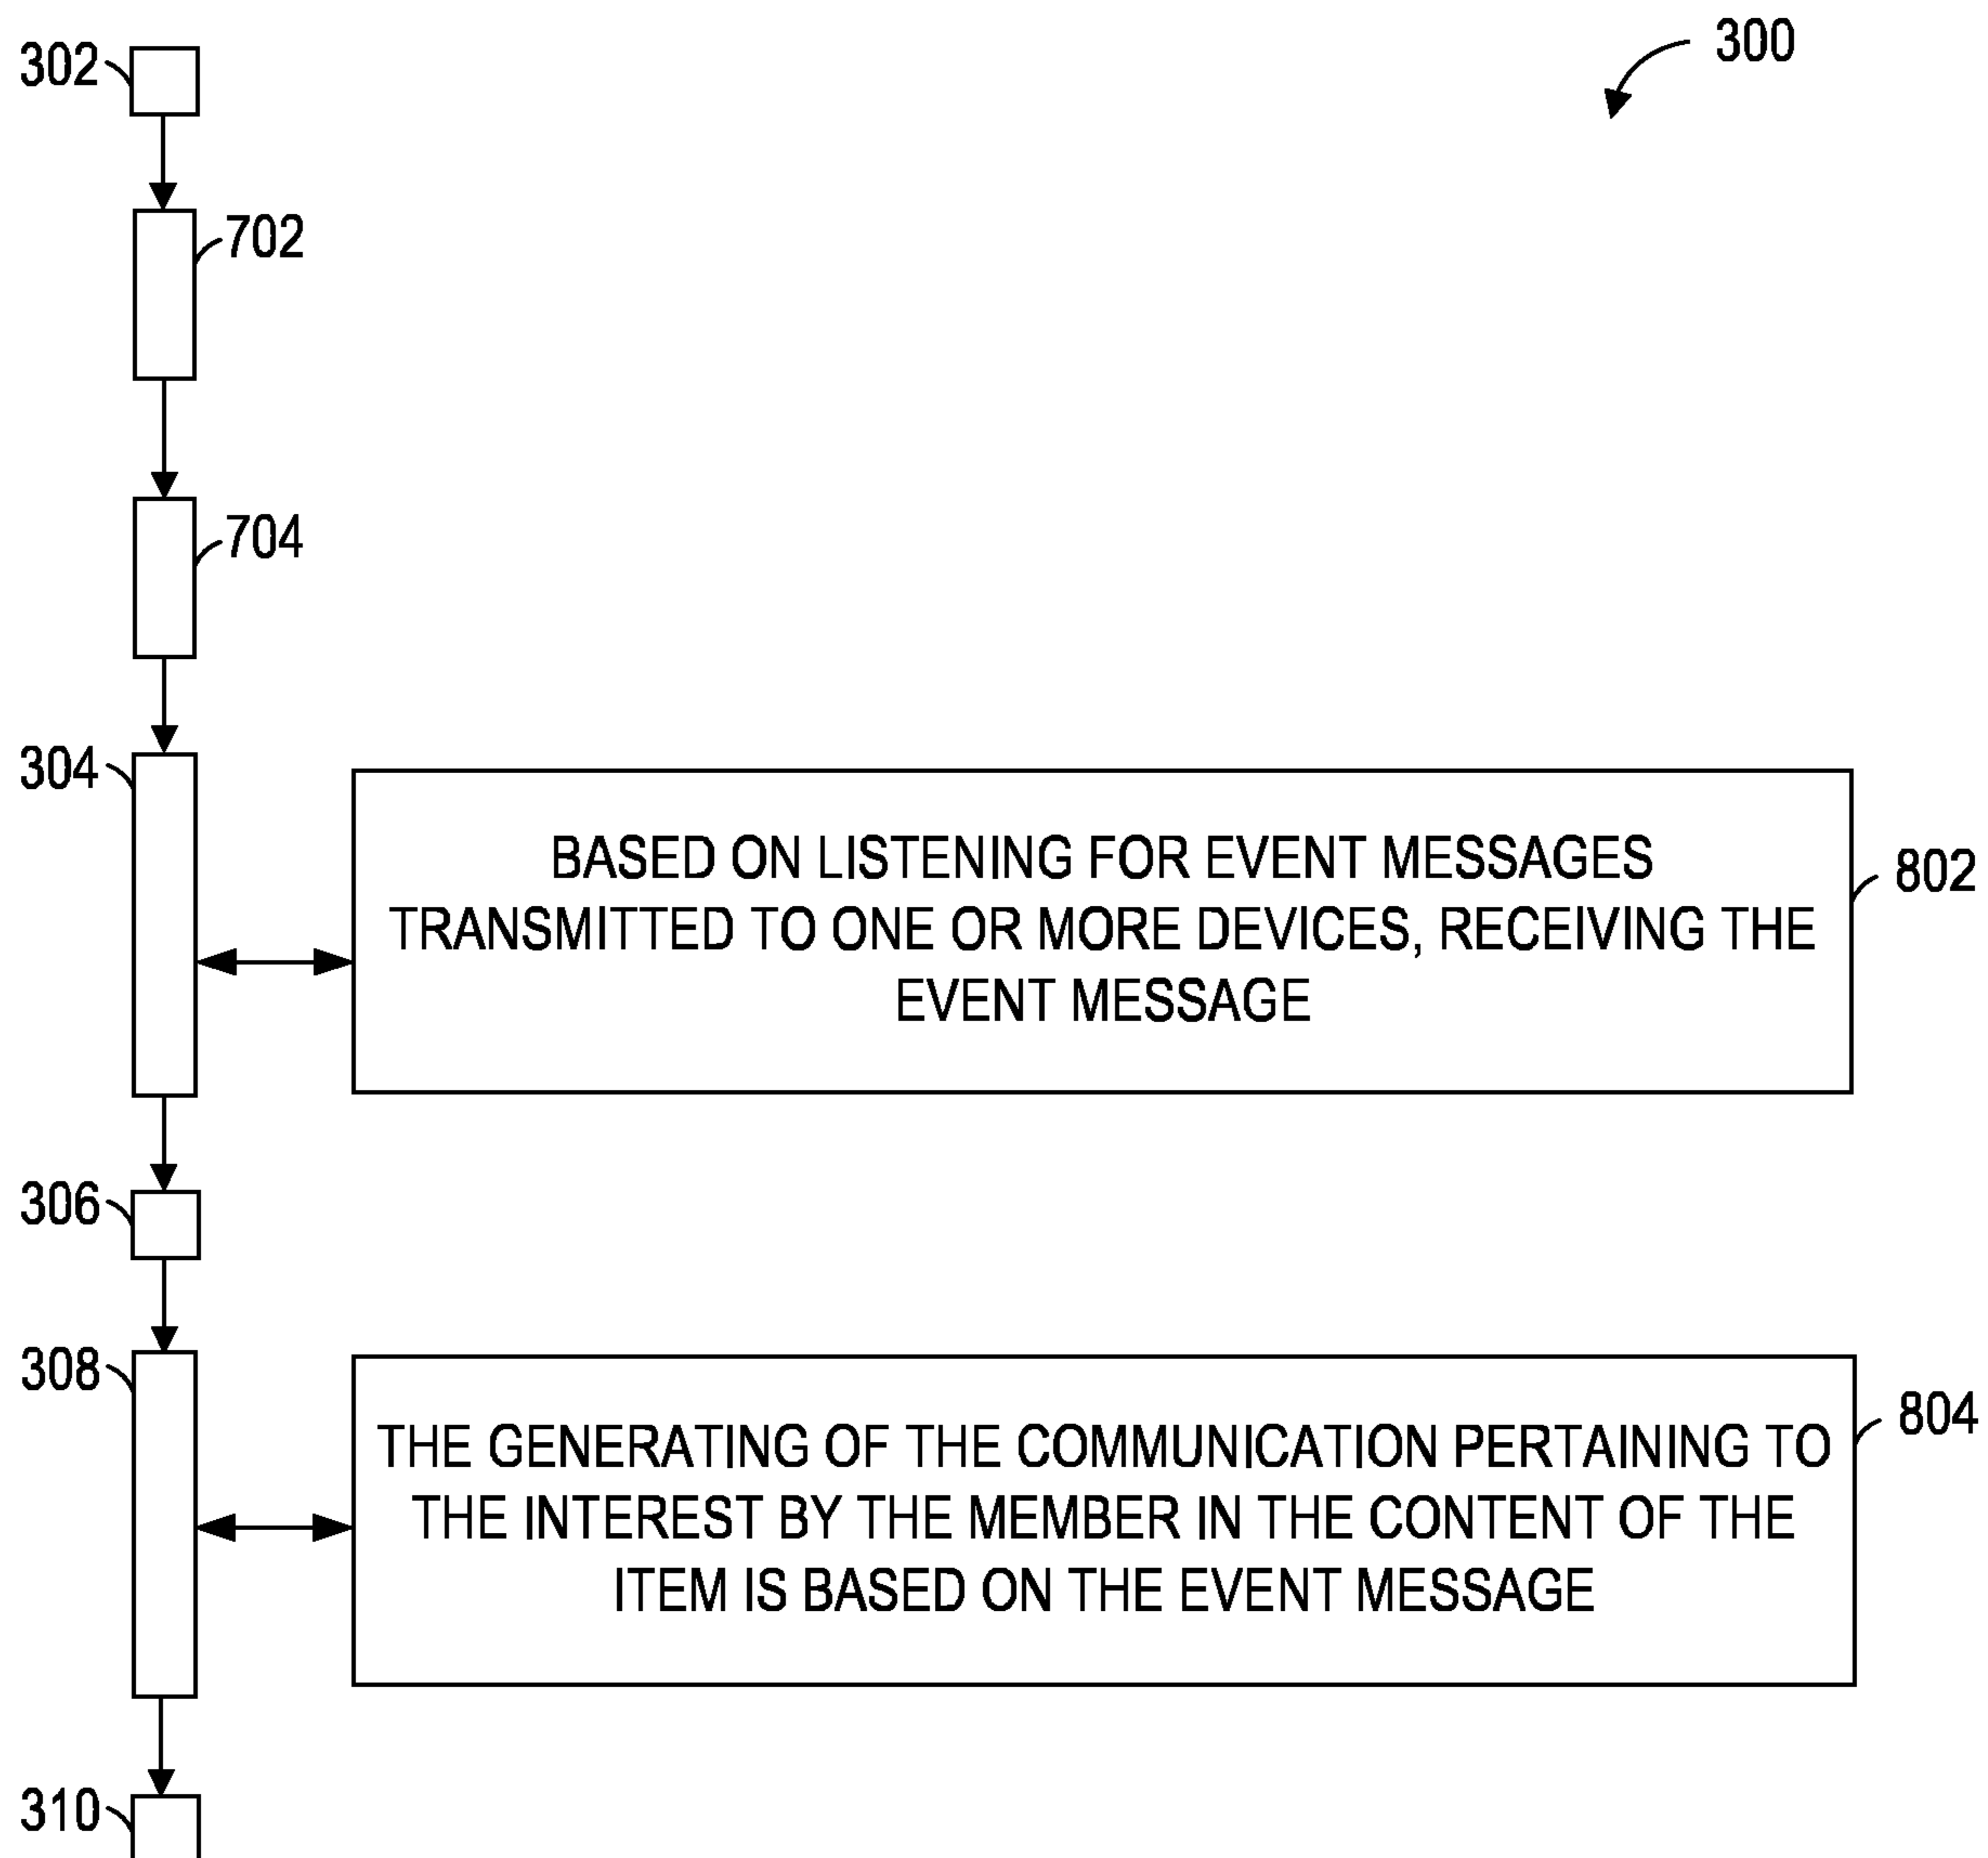 300
302
702
704
304
BASED ON LISTENING FOR EVENT MESSAGES
TRANSMITTED TO ONE OR MORE DEVICES, RECEIVING THE
EVENT MESSAGE
802
306
308
THE GENERATING OF THE COMMUNICATION PERTAINING TO
THE INTEREST BY THE MEMBER IN THE CONTENT OF THE
ITEM IS BASED ON THE EVENT MESSAGE
804
310